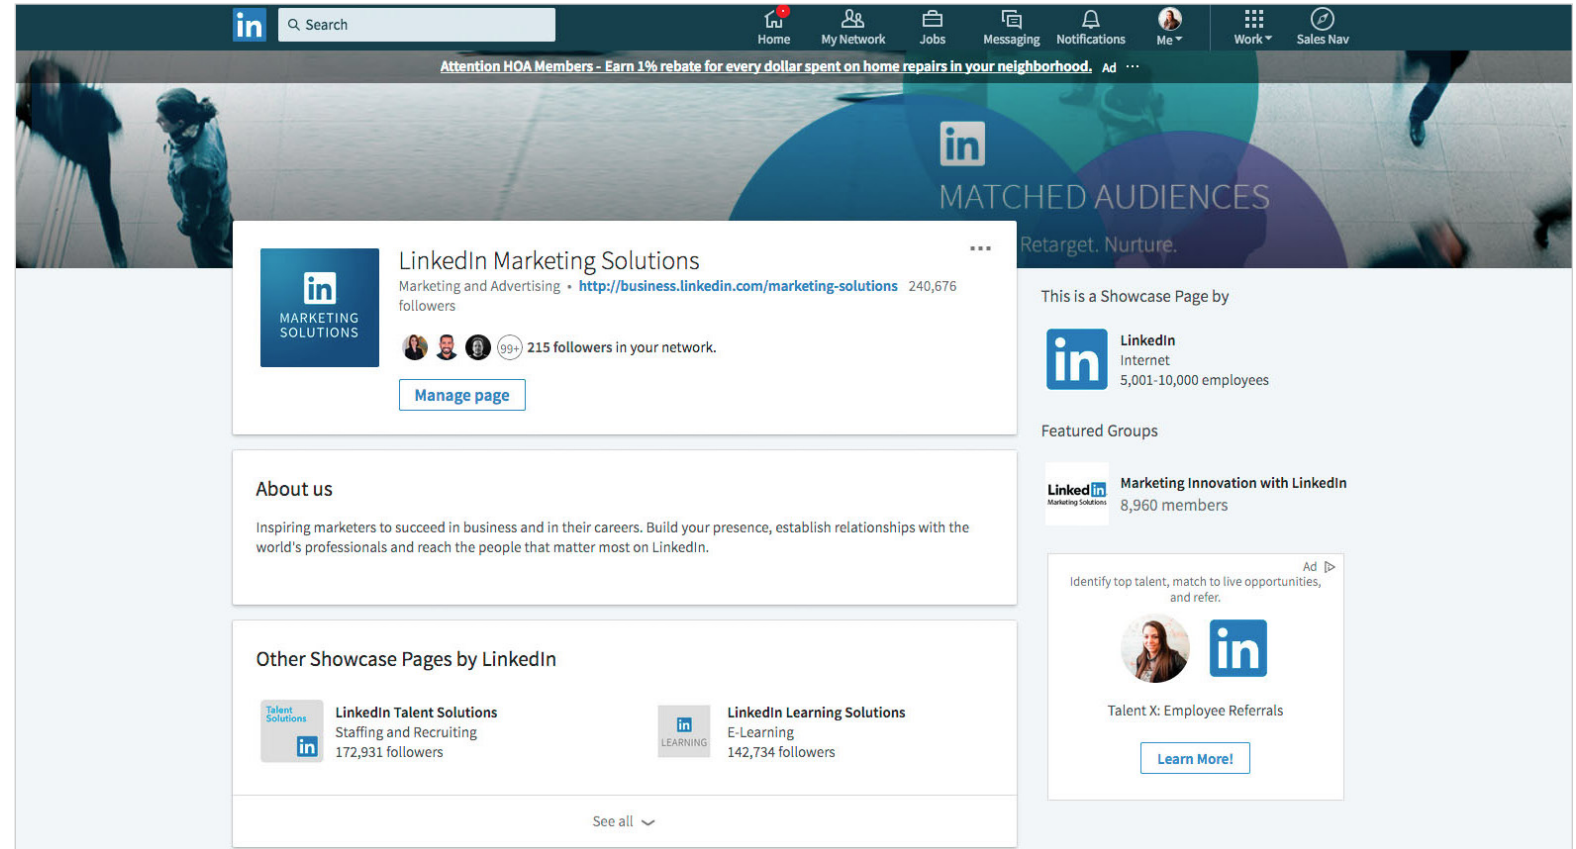 in
Search
Home
My Network
Jobs
Messaging
Notifications
Me
Work
Sales Nav
Attention HOA Members - Earn 1% rebate for every dollar spent on home repairs in your neighborhood. Ad ···
in
MATCHED AUDIENCES
Retarget. Nurture.
in
MARKETING
SOLUTIONS
LinkedIn Marketing Solutions
Marketing and Advertising • http://business.linkedin.com/marketing-solutions 240,676
followers
99+ 215 followers in your network.
Manage page
This is a Showcase Page by
in
LinkedIn
Internet
5,001-10,000 employees
Featured Groups
Linked in
Marketing Solutions
Marketing Innovation with LinkedIn
8,960 members
About us
Inspiring marketers to succeed in business and in their careers. Build your presence, establish relationships with the
world's professionals and reach the people that matter most on LinkedIn.
Ad
Identify top talent, match to live opportunities,
and refer.
in
Talent X: Employee Referrals
Learn More!
Other Showcase Pages by LinkedIn
Talent
Solutions
in
LinkedIn Talent Solutions
Staffing and Recruiting
172,931 followers
in
LEARNING
LinkedIn Learning Solutions
E-Learning
142,734 followers
See all